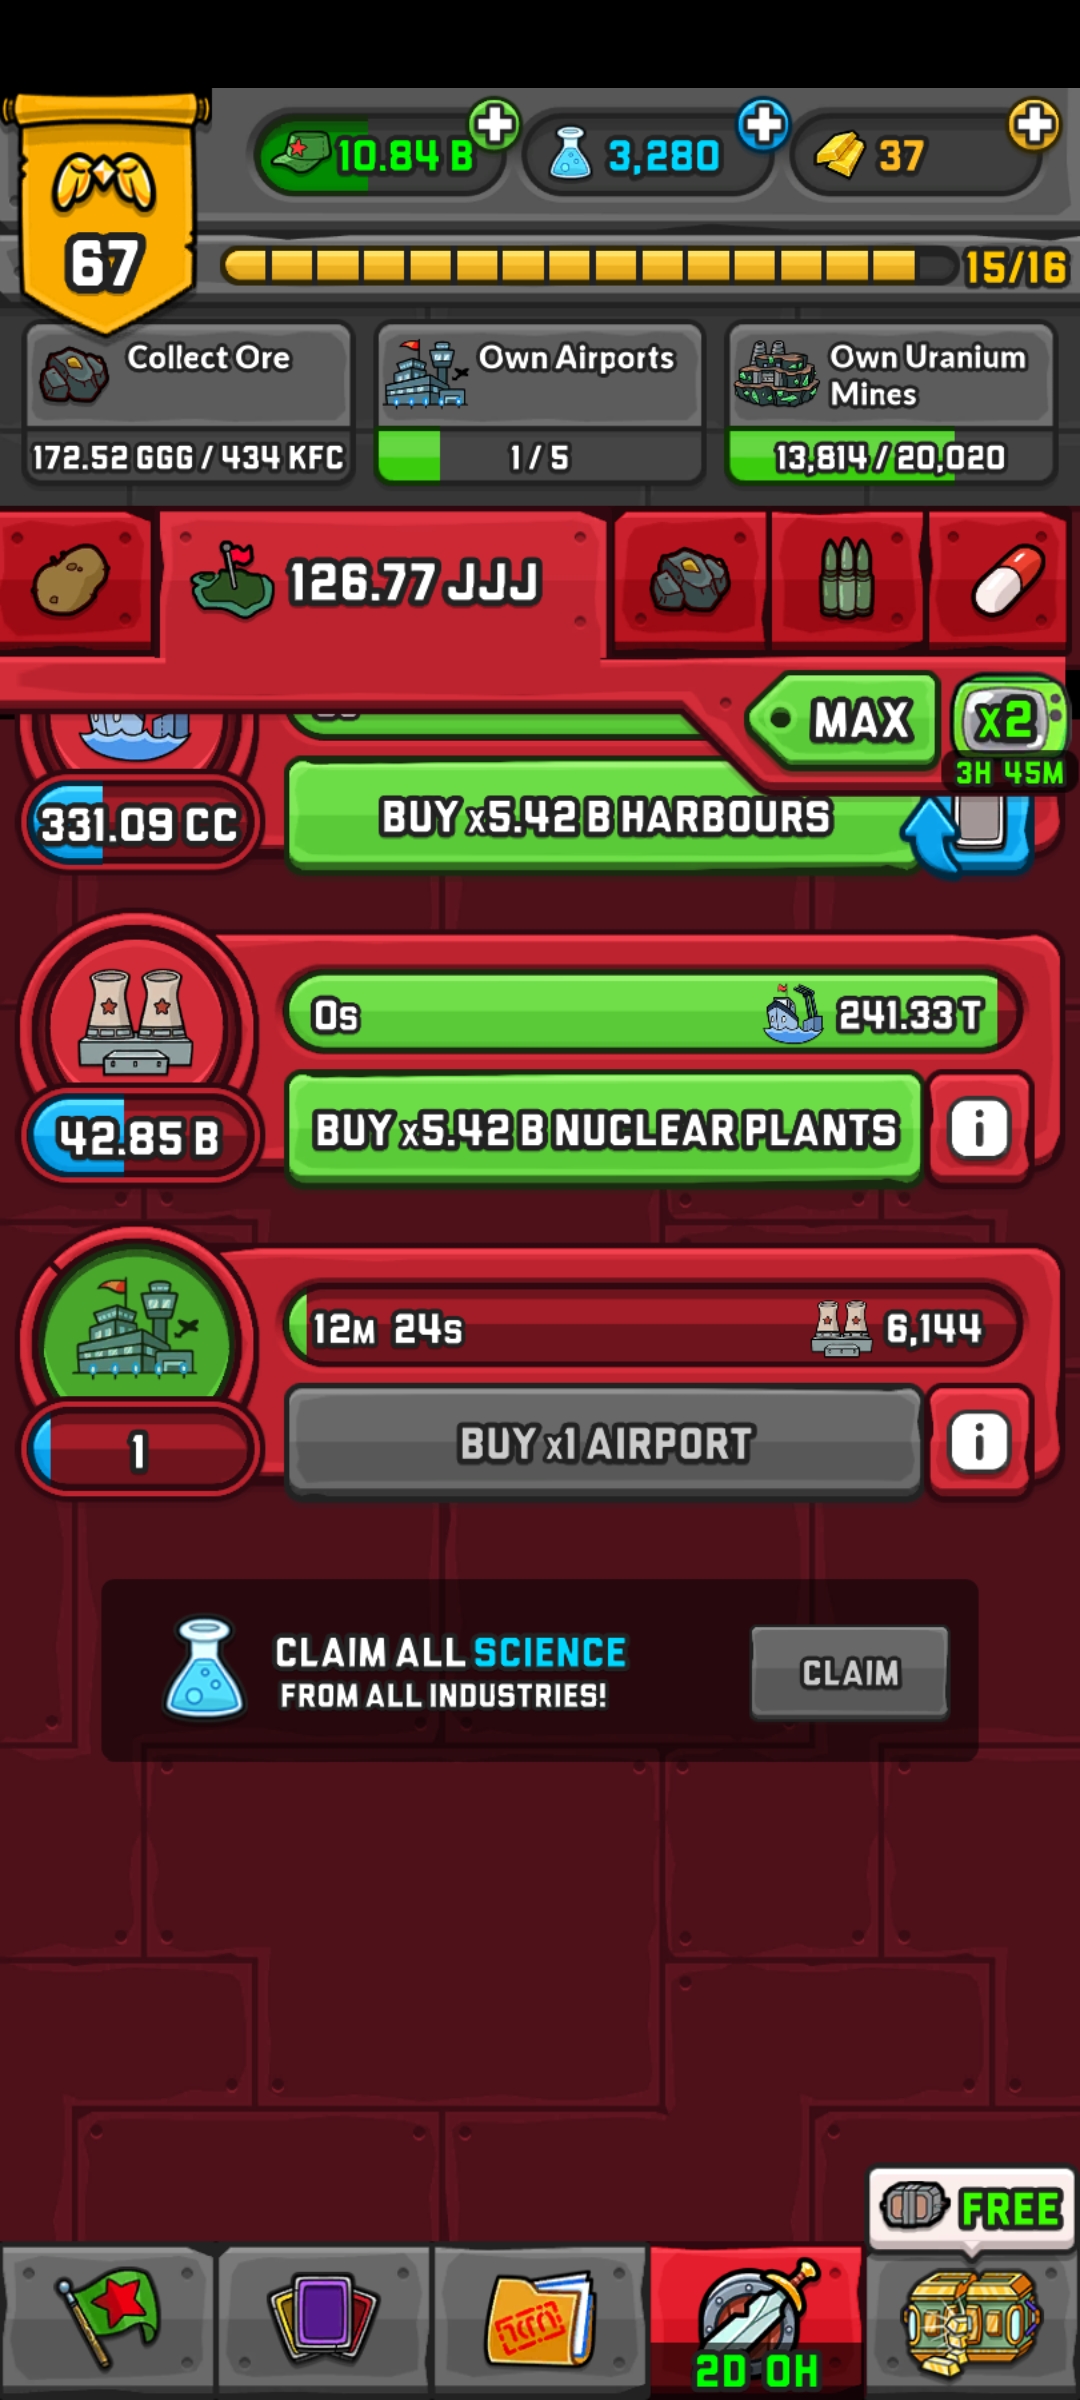 10.84 B
3,280
37
67
15/16
Collect Ore
172.52 GGG / 434 KFC
Own Airports
1 / 5
Own Uranium
Mines
13,814 / 20,020
126.77 JJJ
MAX
x2
3H 45M
331.09 CC
BUY x5.42 B HARBOURS
0s
241.33 T
42.85 B
BUY x5.42 B NUCLEAR PLANTS
i
12M 24s
6,144
1
BUY x1 AIRPORT
i
CLAIM ALL SCIENCE
FROM ALL INDUSTRIES!
CLAIM
FREE
2D 0H